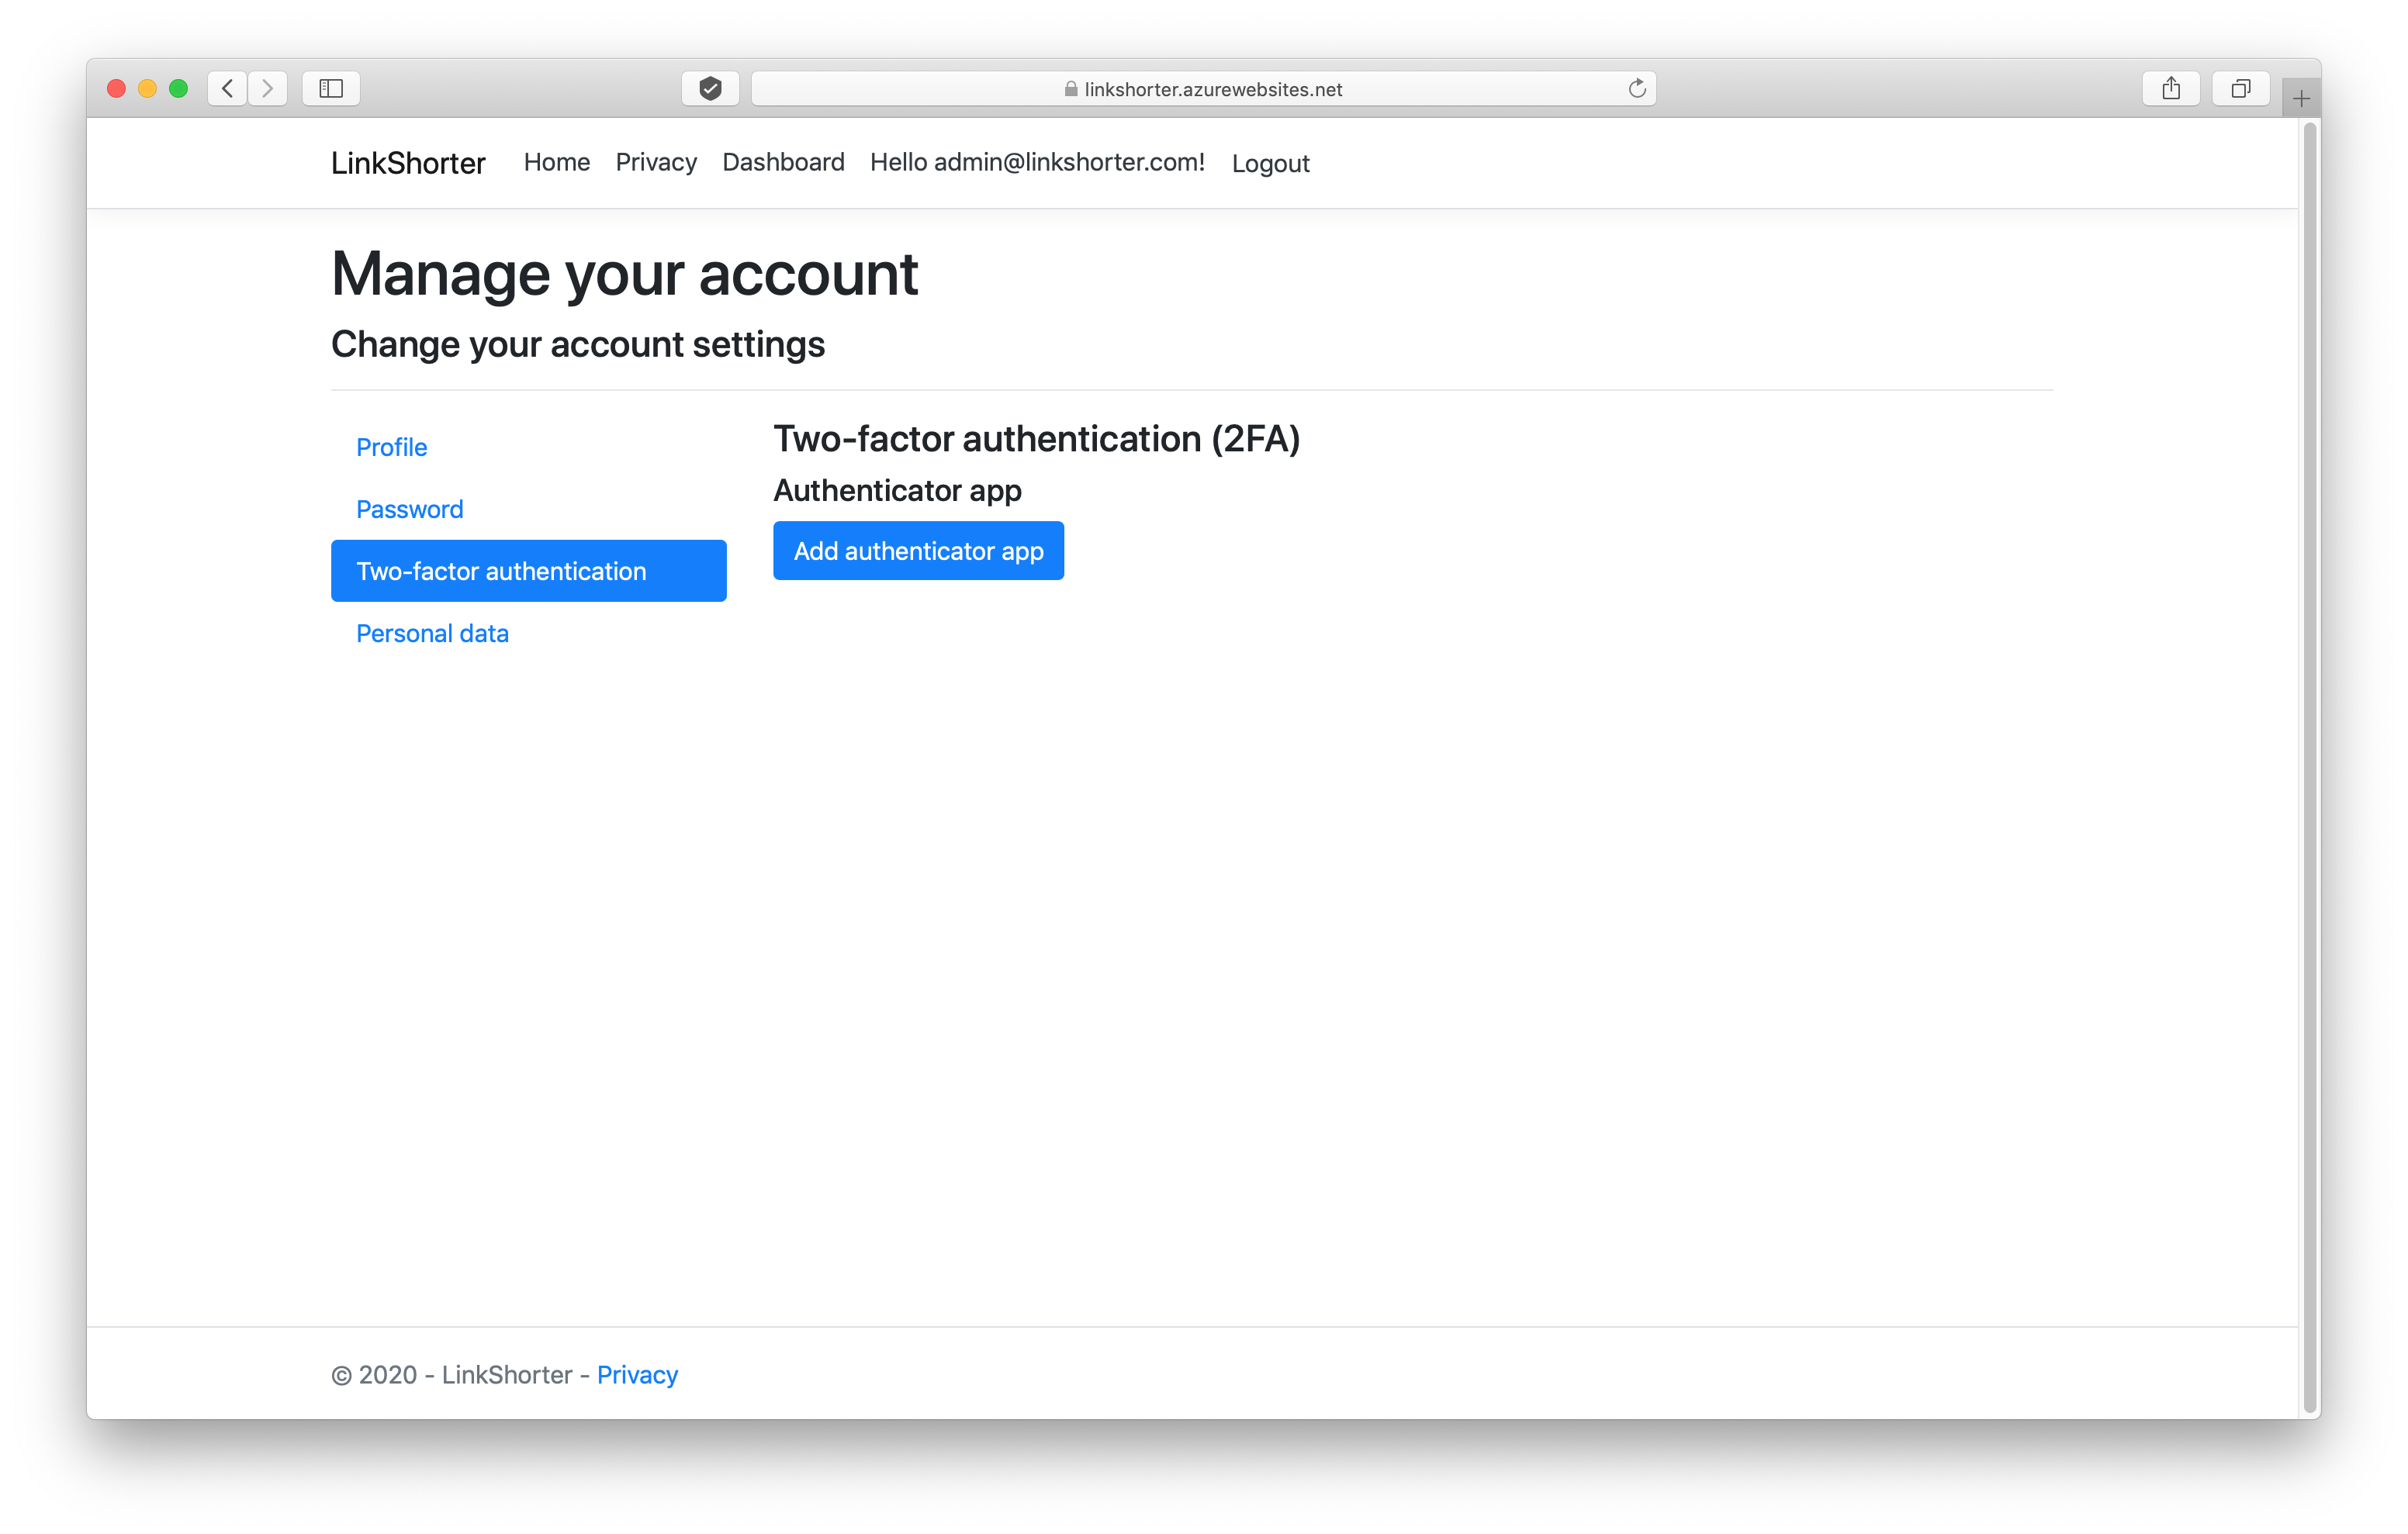 linkshorter.azurewebsites.net
LinkShorter Home Privacy Dashboard Hello admin@linkshorter.com! Logout
Manage your account
Change your account settings
Profile
Password
Two-factor authentication
Personal data
Two-factor authentication (2FA)
Authenticator app
Add authenticator app
© 2020 - LinkShorter - Privacy